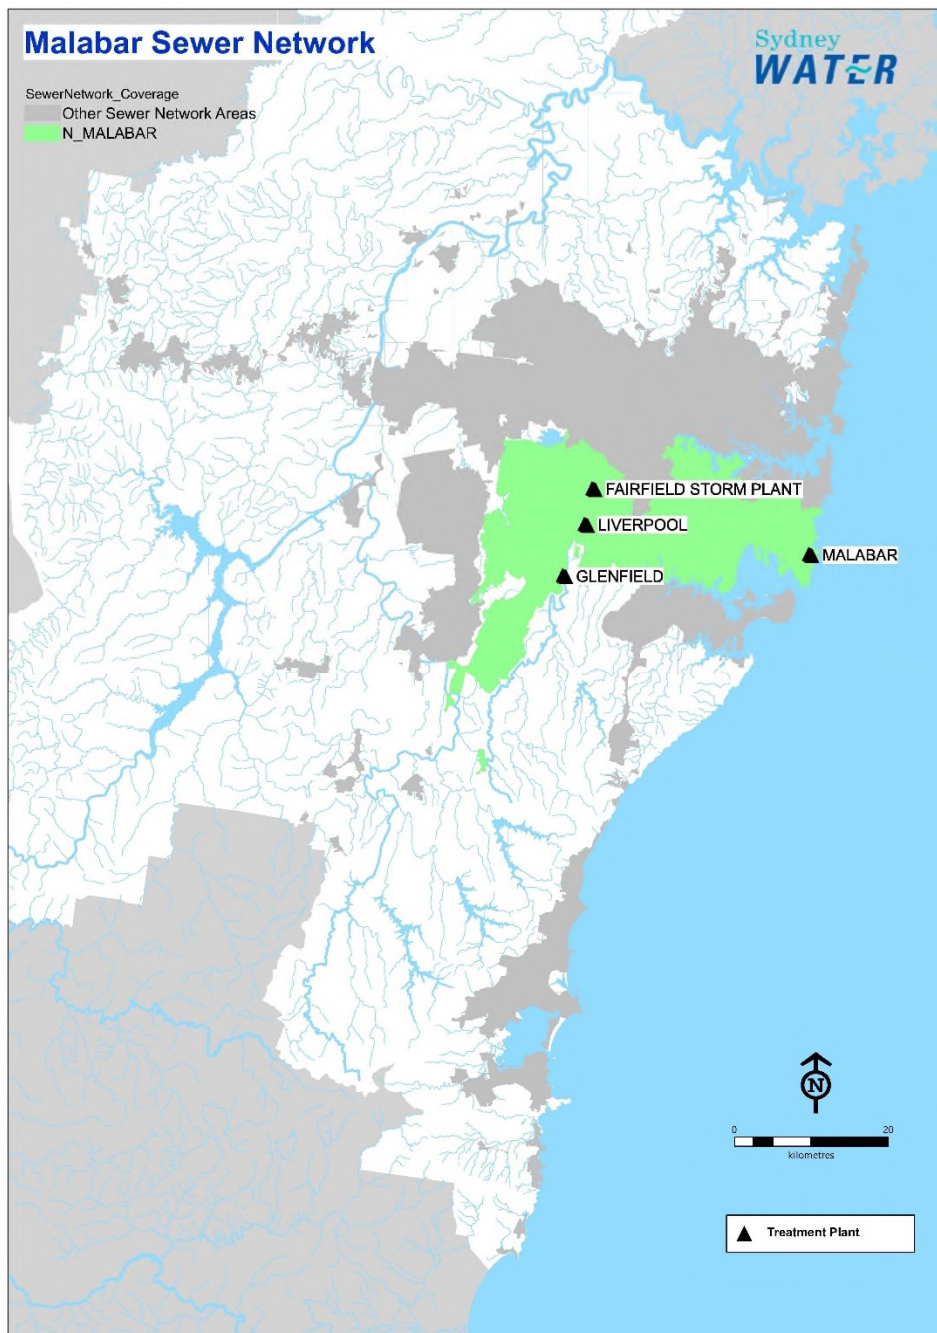 Malabar Sewer Network
Sydney
WATER
SewerNetwork_Coverage
Other Sewer Network Areas
N_MALABAR
FAIRFIELD STORM PLANT
LIVERPOOL
MALABAR
GLENFIELD
N
0 20
kilometres
Treatment Plant